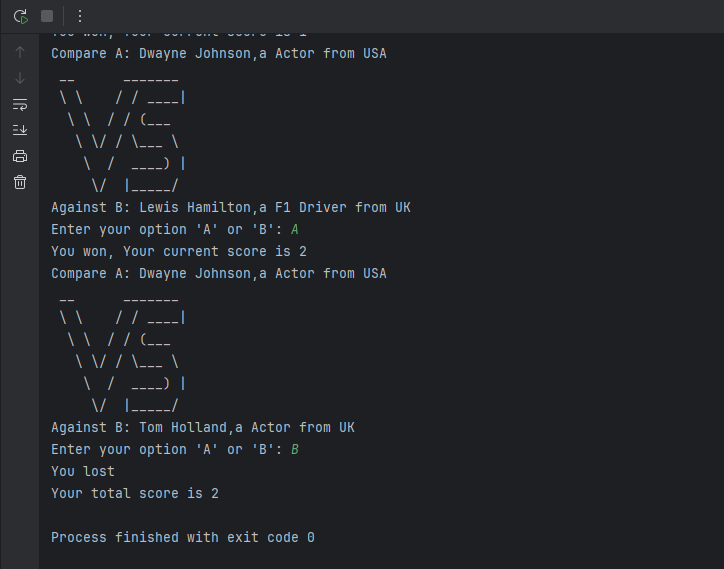 You won, Your current score is 1
Compare A: Dwayne Johnson,a Actor from USA
 __      _______
 \ \    / / ____|
  \ \  / / (___
   \ \/ / \___ \
    \  /  ____) |
     \/  |_____/
Against B: Lewis Hamilton,a F1 Driver from UK
Enter your option 'A' or 'B': A
You won, Your current score is 2
Compare A: Dwayne Johnson,a Actor from USA
 __      _______
 \ \    / / ____|
  \ \  / / (___
   \ \/ / \___ \
    \  /  ____) |
     \/  |_____/
Against B: Tom Holland,a Actor from UK
Enter your option 'A' or 'B': B
You lost
Your total score is 2
Process finished with exit code 0